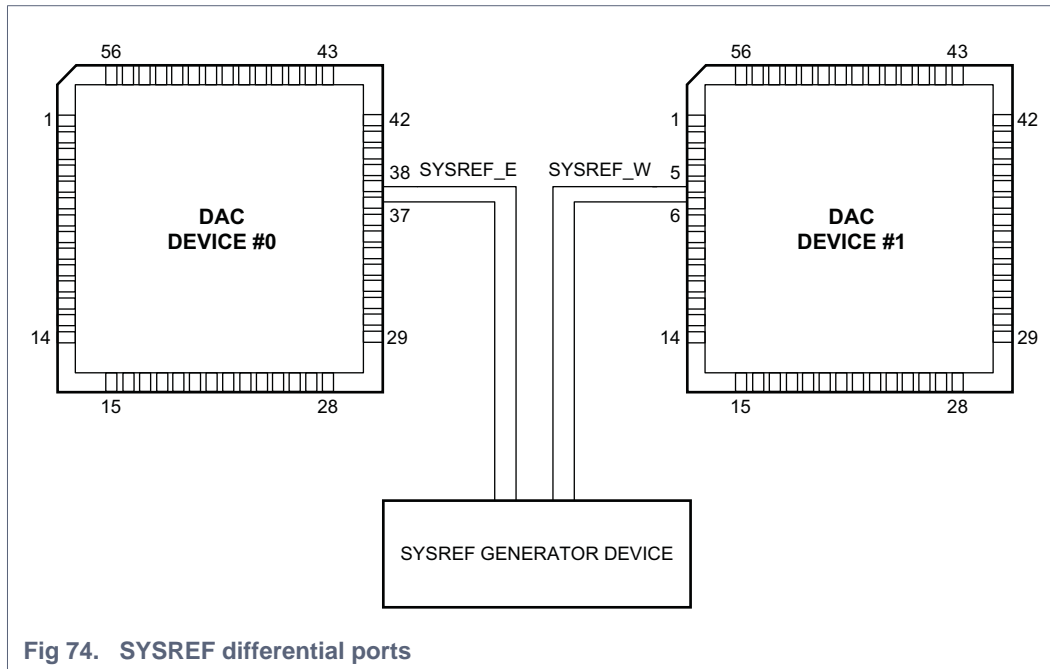 56 43 56 43
1 42 1 42
38 SYSREF_E SYSREF_W 5
37 6
DAC
DEVICE #0
DAC
DEVICE #1
14 29 14 29
15 28 15 28
SYSREF GENERATOR DEVICE
Fig 74. SYSREF differential ports